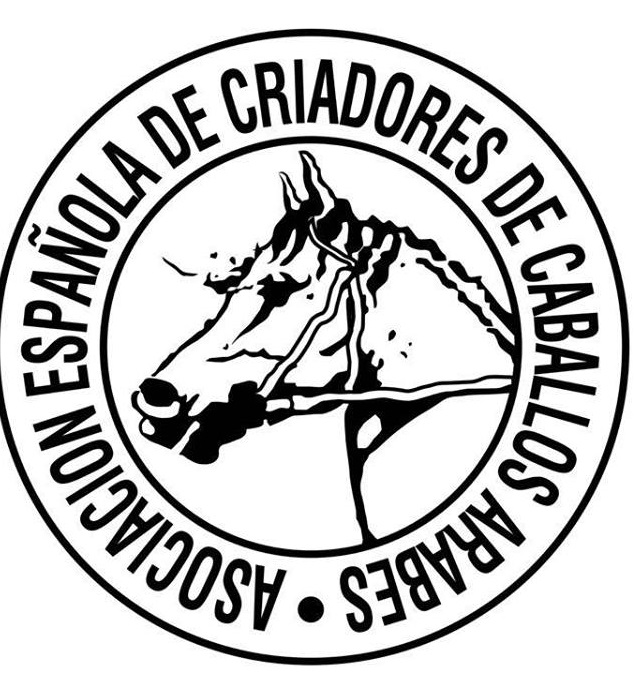 ASOCIACION ESPAÑOLA DE CRIADORES DE CABALLOS ARABES •